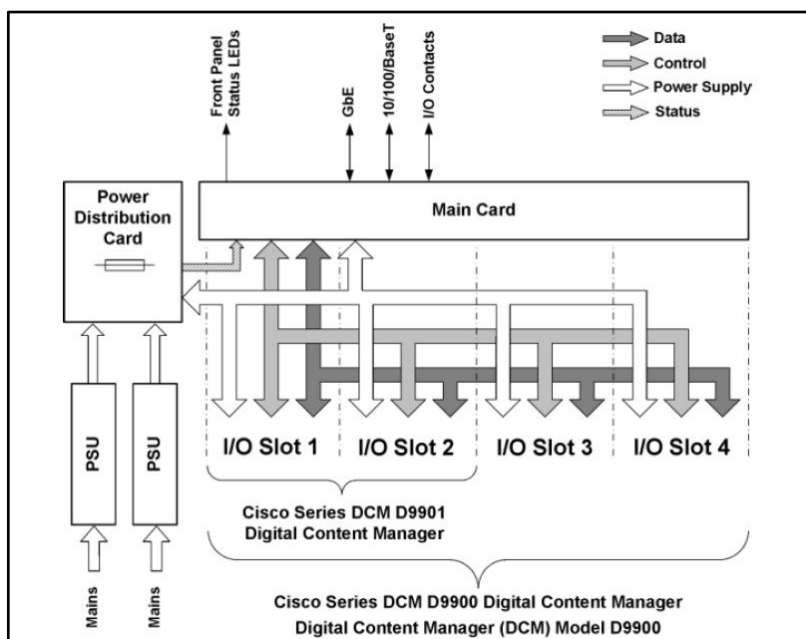 Front Panel
Status LEDs
GbE
10/100/BaseT
I/O Contacts
Data
Control
Power Supply
Status
Power
Distribution
Card
Main Card
PSU
PSU
I/O Slot 1
I/O Slot 2
I/O Slot 3
I/O Slot 4
Cisco Series DCM D9901
Digital Content Manager
Mains
Mains
Cisco Series DCM D9900 Digital Content Manager
Digital Content Manager (DCM) Model D9900